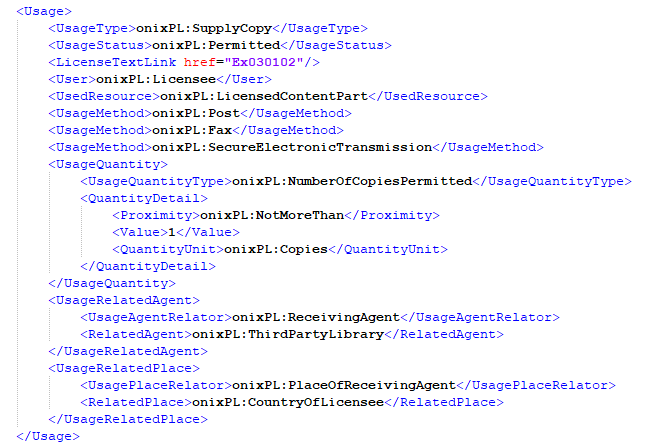 <Usage>
<UsageType>onixPL:SupplyCopy</UsageType>
<UsageStatus>onixPL:Permitted</UsageStatus>
<LicenseTextLink href="Ex030102"/>
<User>onixPL:Licensee</User>
<UsedResource>onixPL:LicensedContentPart</UsedResource>
<UsageMethod>onixPL:Post</UsageMethod>
<UsageMethod>onixPL:Fax</UsageMethod>
<UsageMethod>onixPL:SecureElectronicTransmission</UsageMethod>
<UsageQuantity>
<UsageQuantityType>onixPL:NumberOfCopiesPermitted</UsageQuantityType>
<QuantityDetail>
<Proximity>onixPL:NotMoreThan</Proximity>
<Value>1</Value>
<QuantityUnit>onixPL:Copies</QuantityUnit>
</QuantityDetail>
</UsageQuantity>
<UsageRelatedAgent>
<UsageAgentRelator>onixPL:ReceivingAgent</UsageAgentRelator>
<RelatedAgent>onixPL:ThirdPartyLibrary</RelatedAgent>
</UsageRelatedAgent>
<UsageRelatedPlace>
<UsagePlaceRelator>onixPL:PlaceOfReceivingAgent</UsagePlaceRelator>
<RelatedPlace>onixPL:CountryOfLicensee</RelatedPlace>
</UsageRelatedPlace>
</Usage>